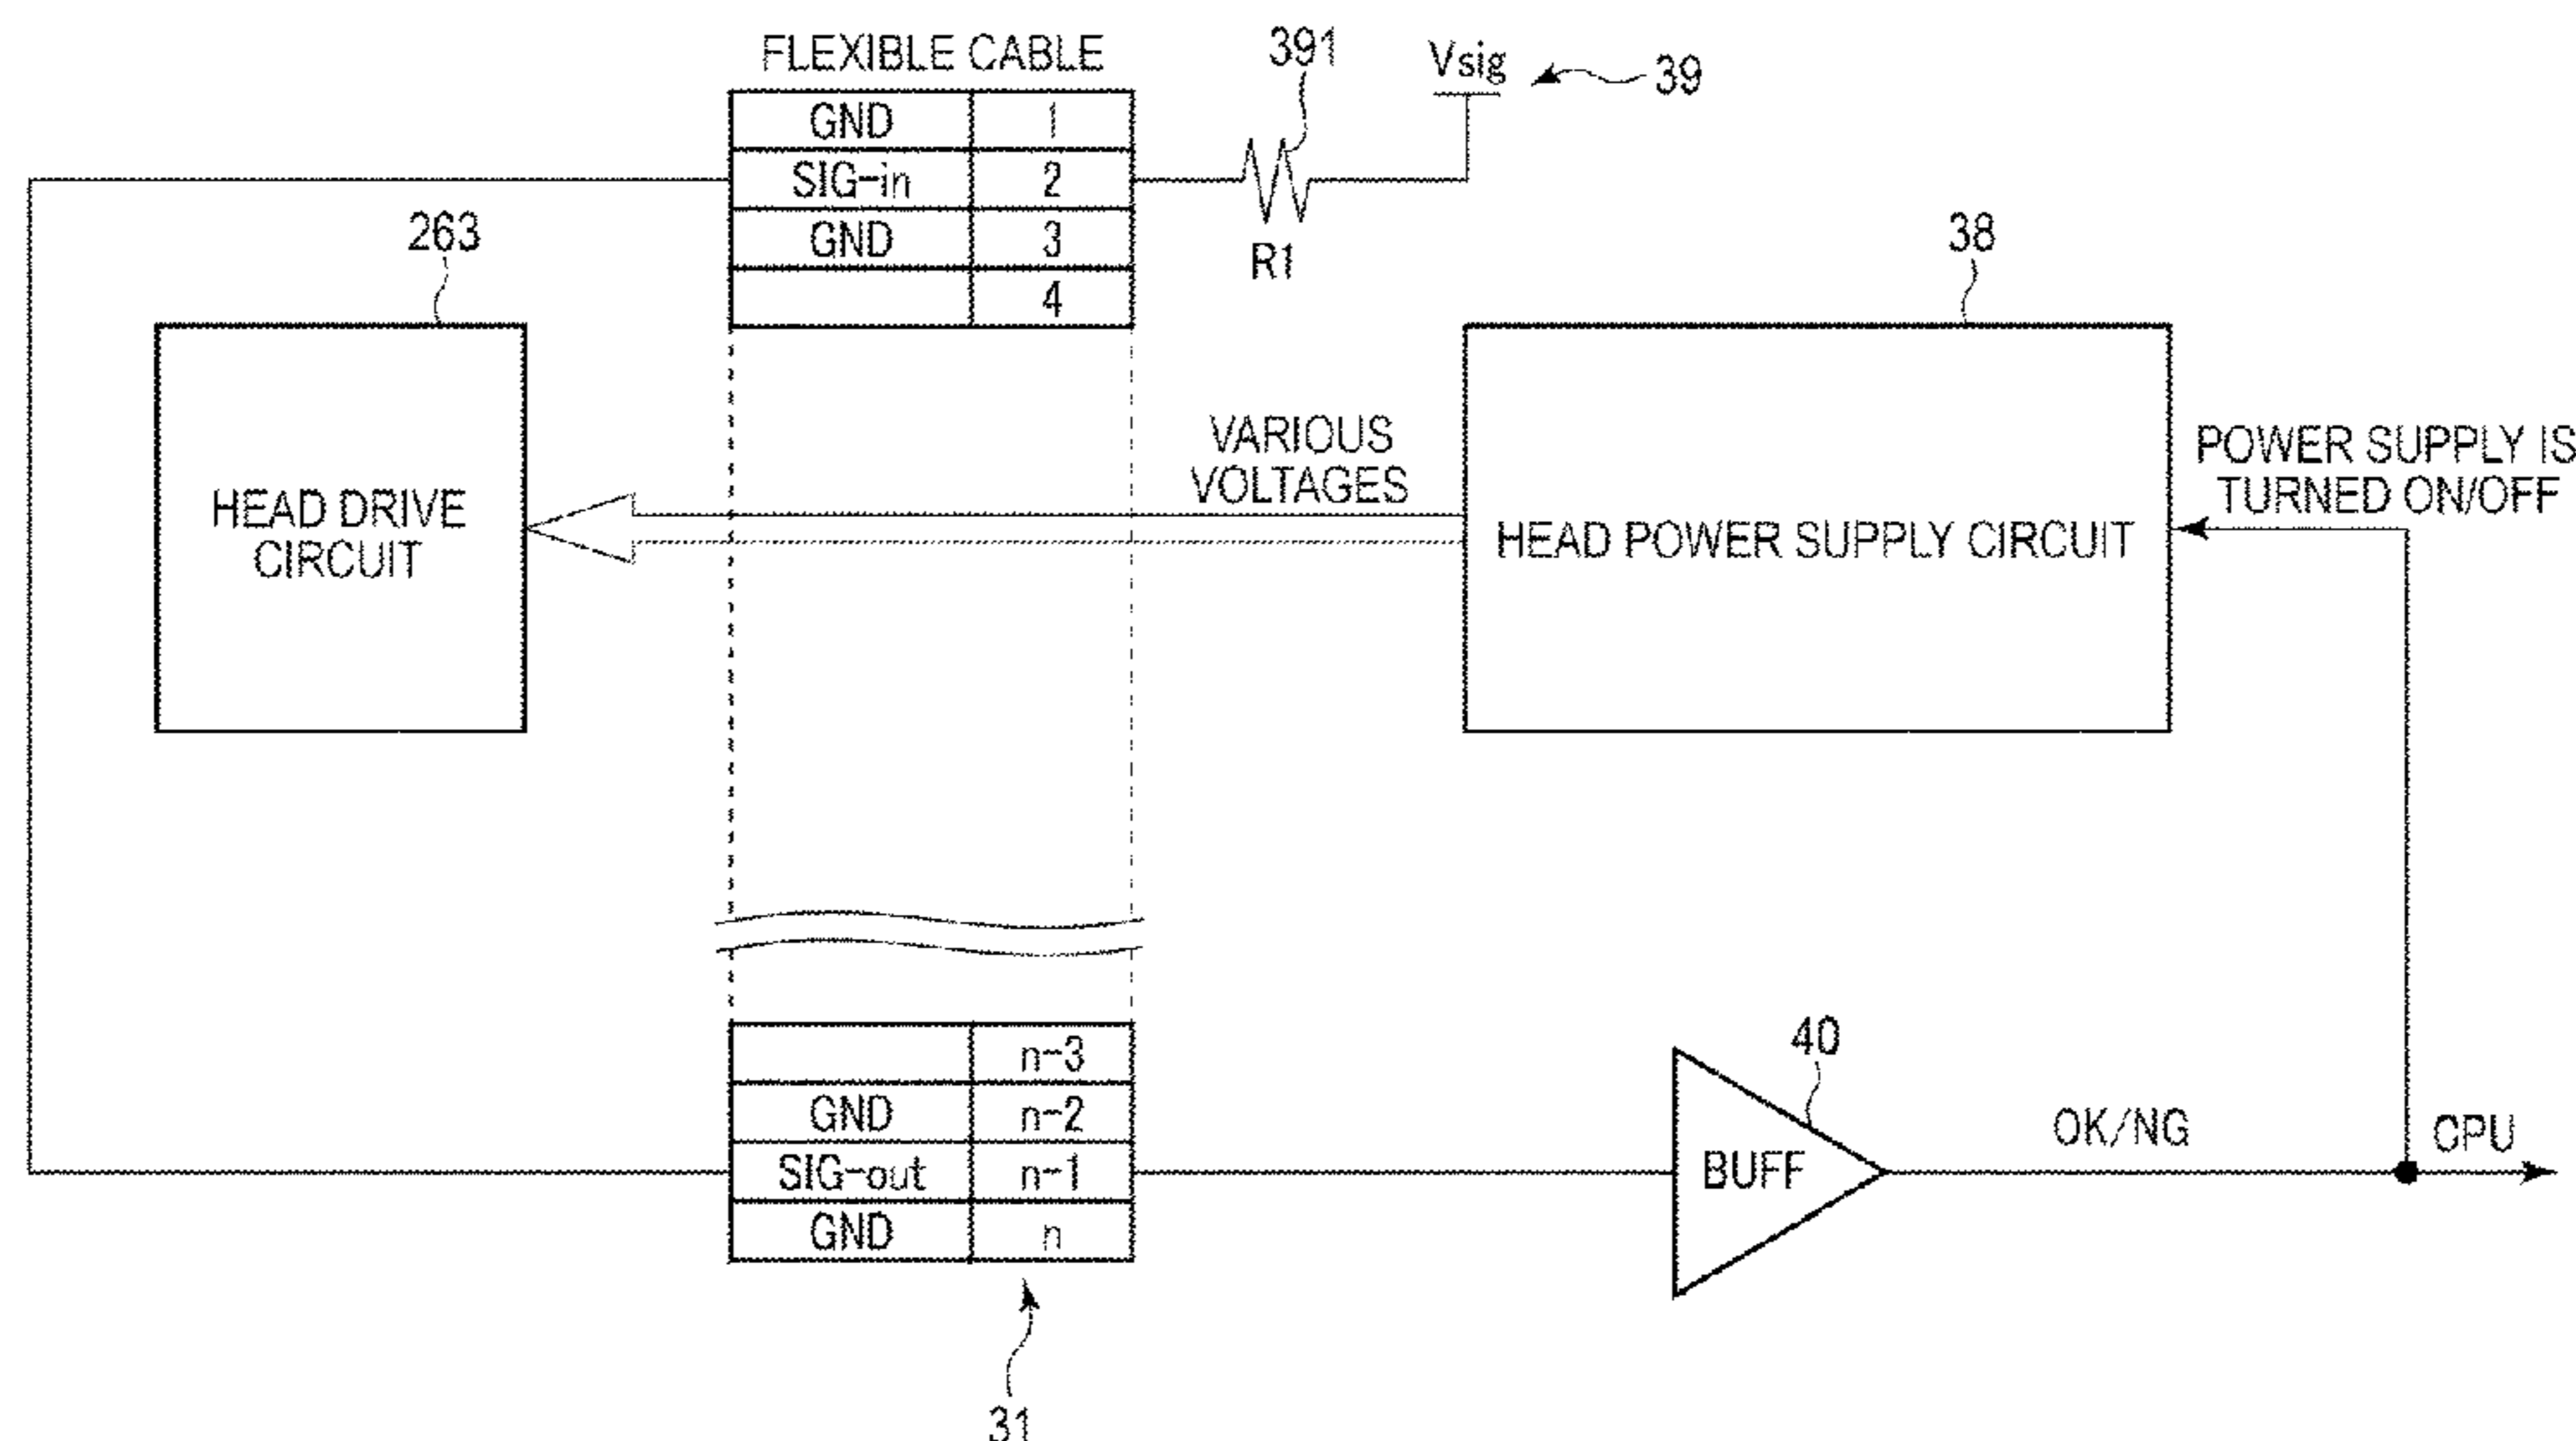 FLEXIBLE CABLE
391
Vsig
39
GND 1
SIG-in 2
GND 3
4
R1
263
38
HEAD DRIVE
CIRCUIT
VARIOUS
VOLTAGES
HEAD POWER SUPPLY CIRCUIT
POWER SUPPLY IS
TURNED ON/OFF
n-3
GND n-2
SIG-out n-1
GND n
40
BUFF
OK/NG
CPU
31